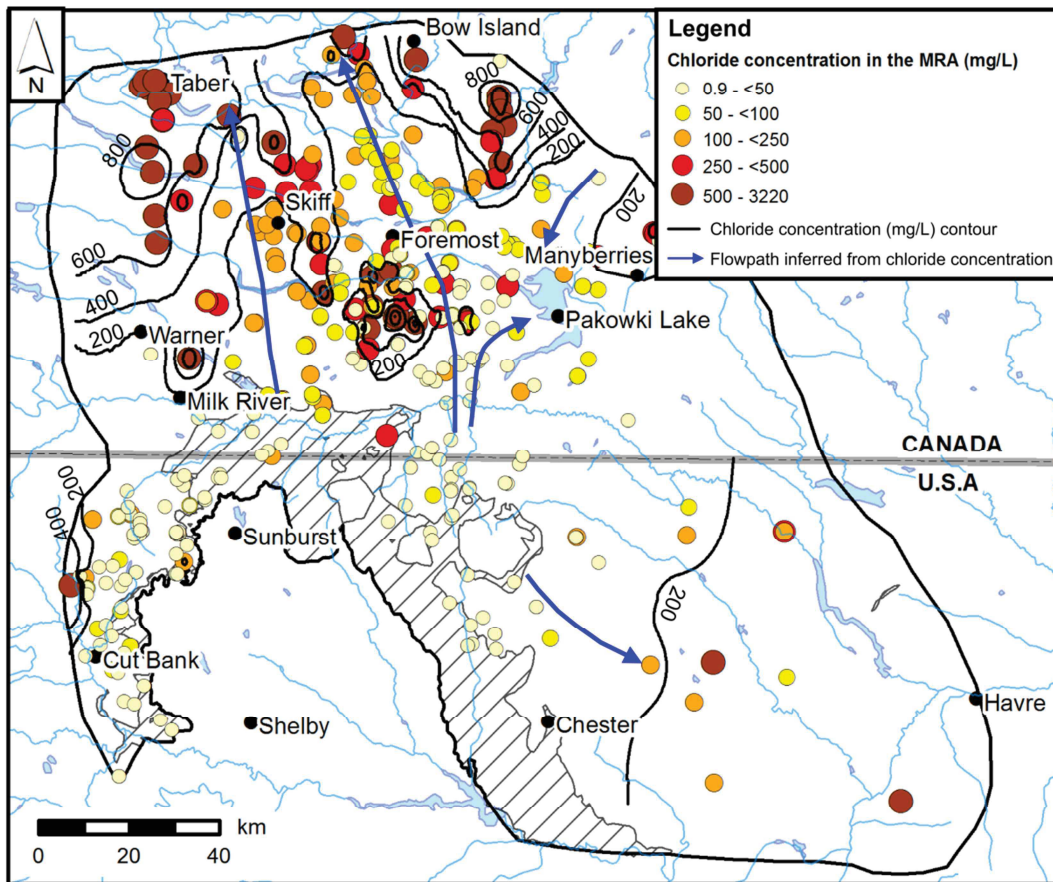 N
Bow Island
Taber
800
800
600
400
200
Skiff
200
Foremost
Manyberries
600
400
200
Warner
Pakowki Lake
200
Milk River
CANADA
U.S.A
200
400
Sunburst
200
Cut Bank
Shelby
Chester
Havre
km
0 20 40
Legend
Chloride concentration in the MRA (mg/L)
0.9 - <50
50 - <100
100 - <250
250 - <500
500 - 3220
Chloride concentration (mg/L) contour
Flowpath inferred from chloride concentration